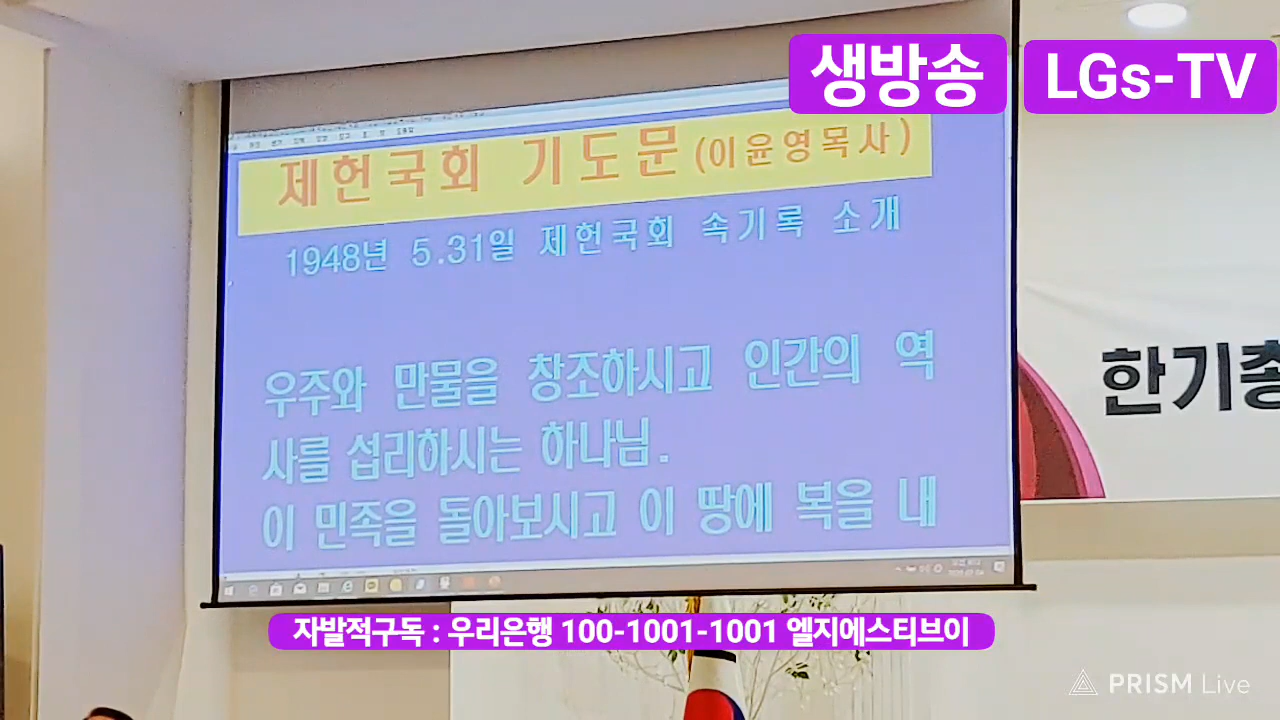 생방송 LGs-TV
제헌국회 기도문 (이윤영목사)
1948년 5.31일 제헌국회 속기록 소개
우주와 만물을 창조하시고 인간의 역
사를 섭리하시는 하나님.
이 민족을 돌아보시고 이 땅에 복을 내
한기총
자발적구독 : 우리은행 100-1001-1001 엘지에스티브이
PRISM Live